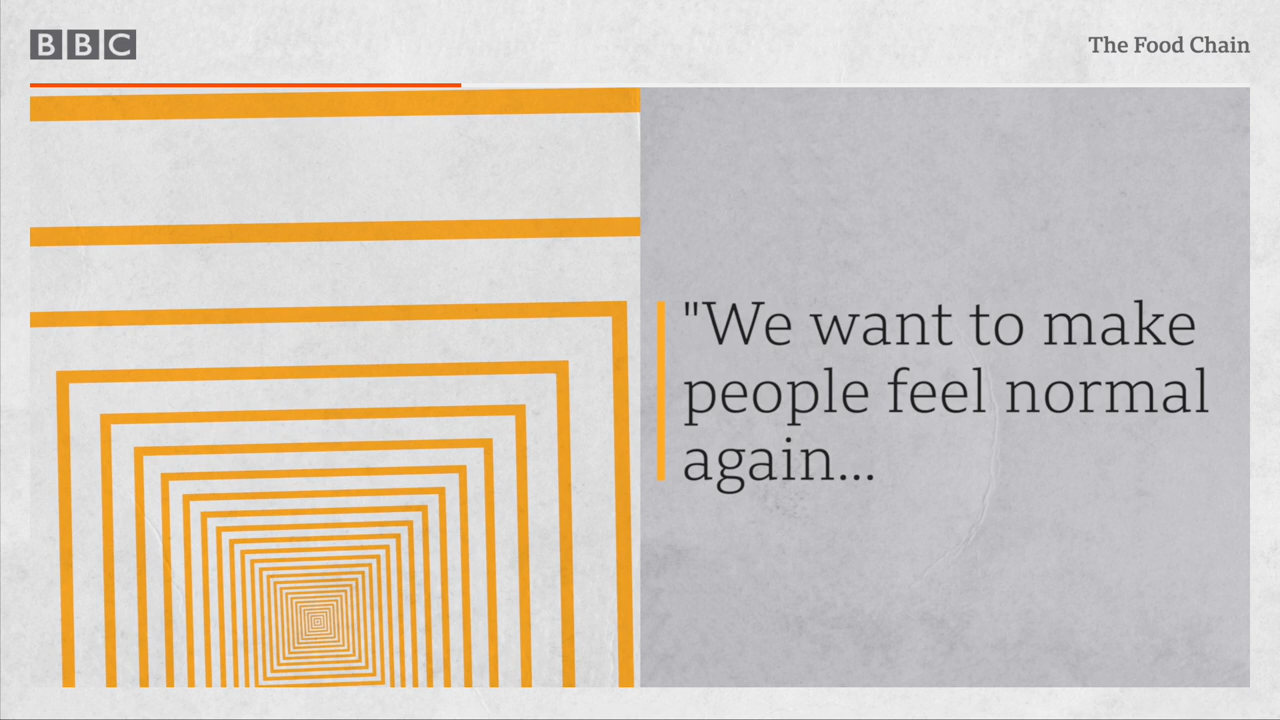 BBC
The Food Chain
"We want to make
people feel normal
again...